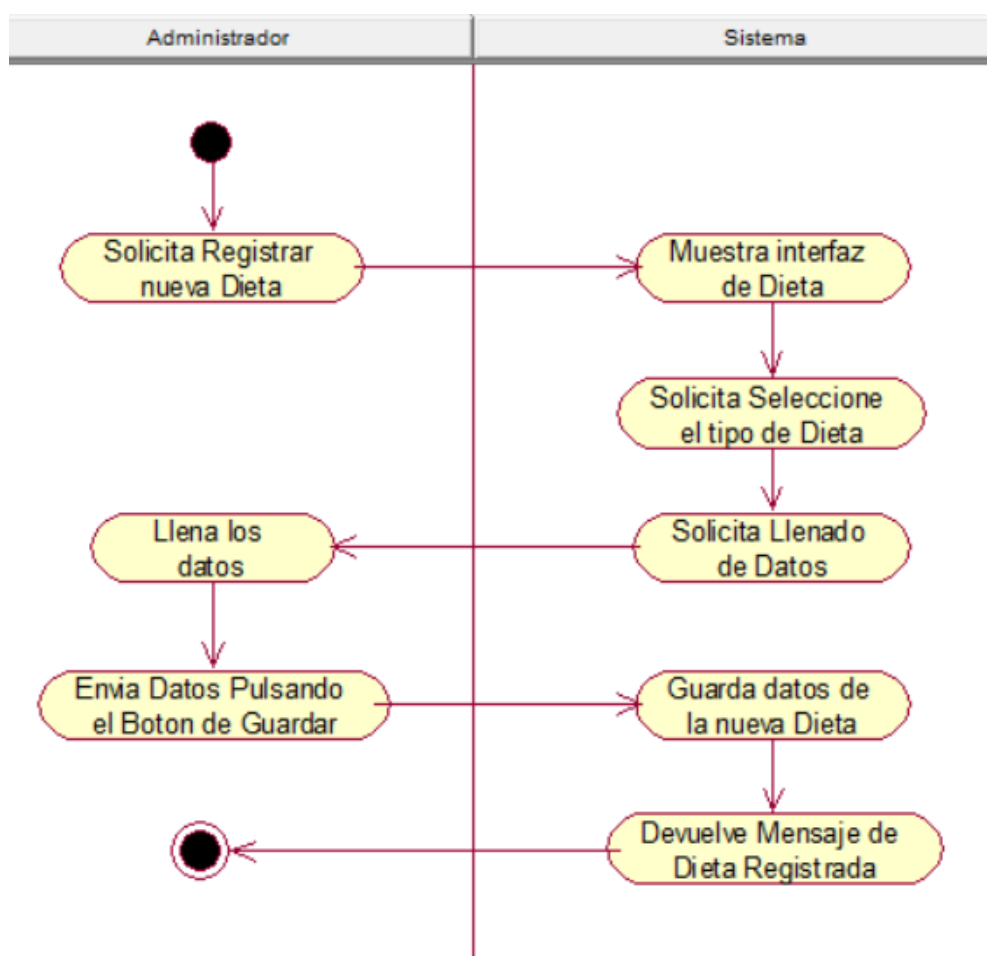 Administrador
Sistema
Solicita Registrar
nueva Dieta
Muestra interfaz
de Dieta
Solicita Seleccione
el tipo de Dieta
Solicita Llenado
de Datos
Llena los
datos
Envia Datos Pulsando
el Boton de Guardar
Guarda datos de
la nueva Dieta
Devuelve Mensaje de
Dieta Registrada